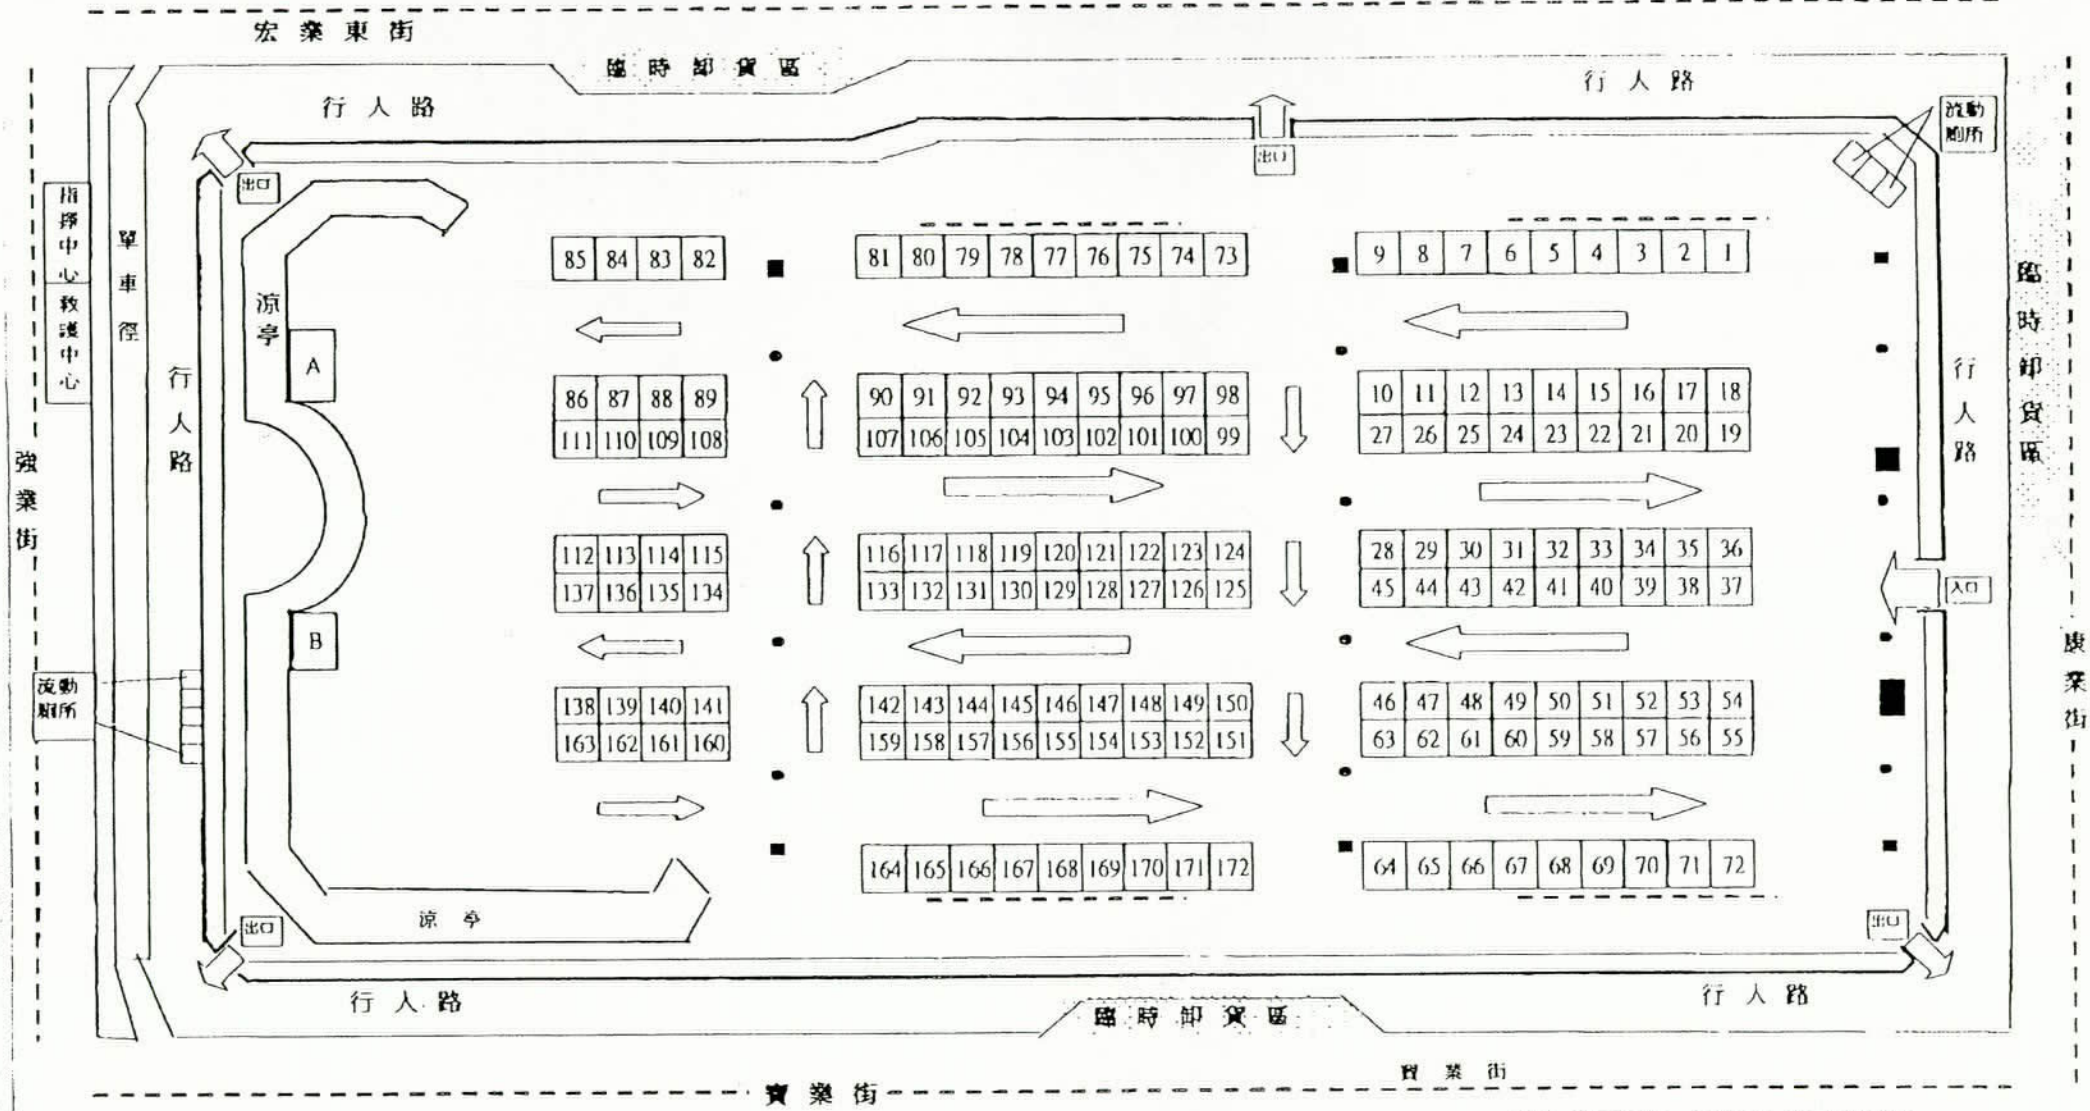 宏業東街
臨時卸貨區
行人路
行人路
流動
廁所
出口
出口
指揮中心
救護中心
單車徑
行人路
強業街
涼亭
A
B
85 84 83 82
81 80 79 78 77 76 75 74 73
9 8 7 6 5 4 3 2 1
86 87 88 89
111 110 109 108
90 91 92 93 94 95 96 97 98
107 106 105 104 103 102 101 100 99
10 11 12 13 14 15 16 17 18
27 26 25 24 23 22 21 20 19
112 113 114 115
137 136 135 134
116 117 118 119 120 121 122 123 124
133 132 131 130 129 128 127 126 125
28 29 30 31 32 33 34 35 36
45 44 43 42 41 40 39 38 37
138 139 140 141
163 162 161 160
142 143 144 145 146 147 148 149 150
159 158 157 156 155 154 153 152 151
46 47 48 49 50 51 52 53 54
63 62 61 60 59 58 57 56 55
164 165 166 167 168 169 170 171 172
64 65 66 67 68 69 70 71 72
行人路
臨時卸貨區
入口
康業街
流動
廁所
出口
涼亭
出口
行人路
行人路
臨時卸貨區
寶業街
寶業街